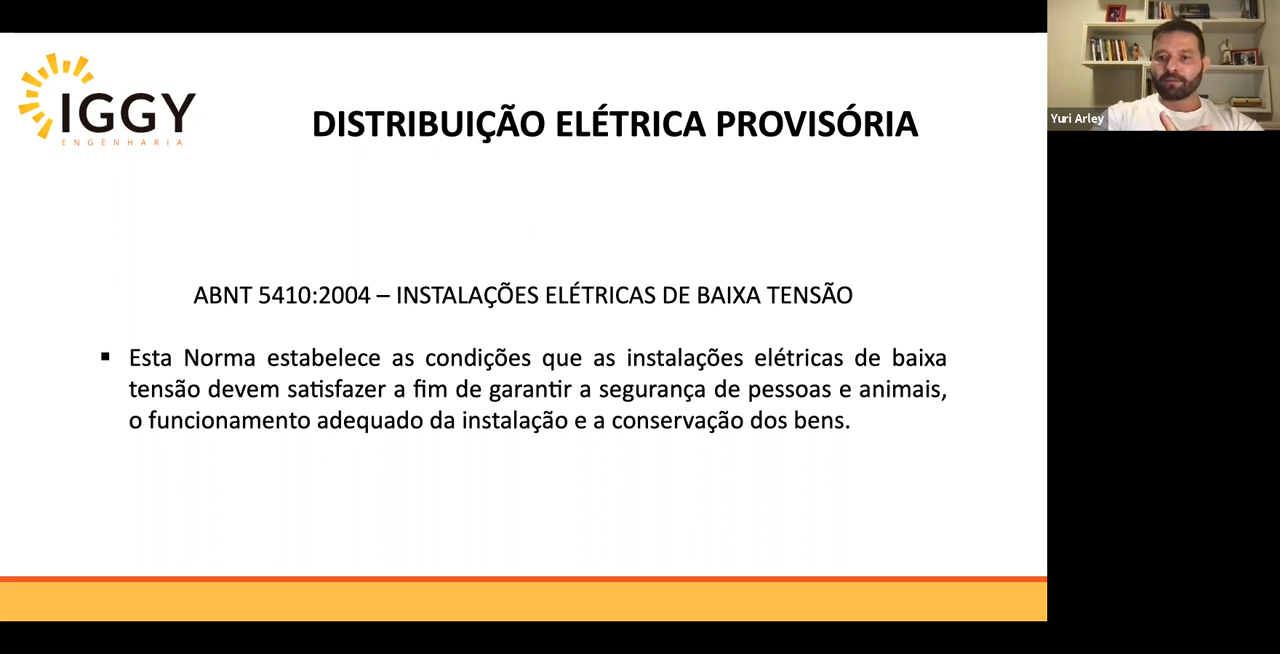 IGGY
ENGENHARIA
DISTRIBUIÇÃO ELÉTRICA PROVISÓRIA
Yuri Arley
ABNT 5410:2004 – INSTALAÇÕES ELÉTRICAS DE BAIXA TENSÃO
▪ Esta Norma estabelece as condições que as instalações elétricas de baixa
tensão devem satisfazer a fim de garantir a segurança de pessoas e animais,
o funcionamento adequado da instalação e a conservação dos bens.